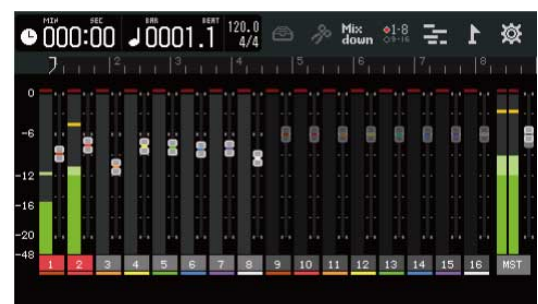 MIN SEC BAR BEAT
00:00 0001.1 120.0 4/4 Mix down 1-8 9-16
2 3 4 5 6 7 8
0
-6
-12
-16
-20
-48
1 2 3 4 5 6 7 8 9 10 11 12 13 14 15 16 MST